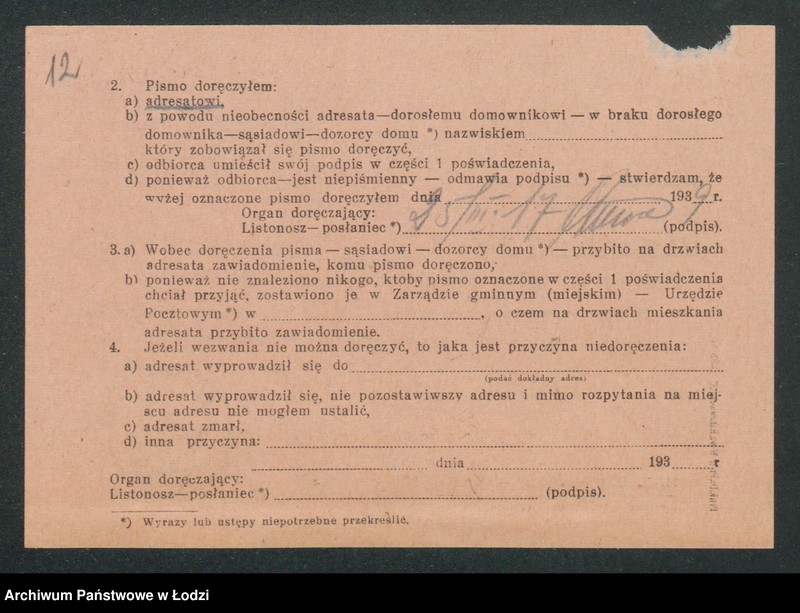 12
2. Pismo doręczyłem:
a) adresatowi,
b) z powodu nieobecności adresata—dorosłemu domownikowi — w braku dorosłego
domownika—sąsiadowi—dozorcy domu *) nazwiskiem
który zobowiązał się pismo doręczyć,
c) odbiorca umieścił swój podpis w części 1 poświadczenia,
d) ponieważ odbiorca—jest niepiśmienny — odmawia podpisu *) — stwierdzam, że
wyżej oznaczone pismo doręczyłem dnia 1939 r.
Organ doręczający:
Listonosz— posłaniec *) (podpis).
3. a) Wobec doręczenia pisma — sąsiadowi — dozorcy domu *) — przybito na drzwiach
adresata zawiadomienie, komu pismo doręczono,
b) ponieważ nie znaleziono nikogo, ktoby pismo oznaczone w części 1 poświadczenia
chciał przyjąć, zostawiono je w Zarządzie gminnym (miejskim) — Urzędzie
Pocztowym *) w , o czem na drzwiach mieszkania
adresata przybito zawiadomienie.
4. Jeżeli wezwania nie można doręczyć, to jaka jest przyczyna niedoręczenia:
a) adresat wyprowadził się do
(podać dokładny adres)
b) adresat wyprowadził się, nie pozostawiwszy adresu i mimo rozpytania na miej-
scu adresu nie mogłem ustalić,
c) adresat zmarł,
d) inna przyczyna:
dnia 193 r
Organ doręczający:
Listonosz—posłaniec *) (podpis).
*) Wyrazy lub ustępy niepotrzebne przekreślić.
Archiwum Państwowe w Łodzi